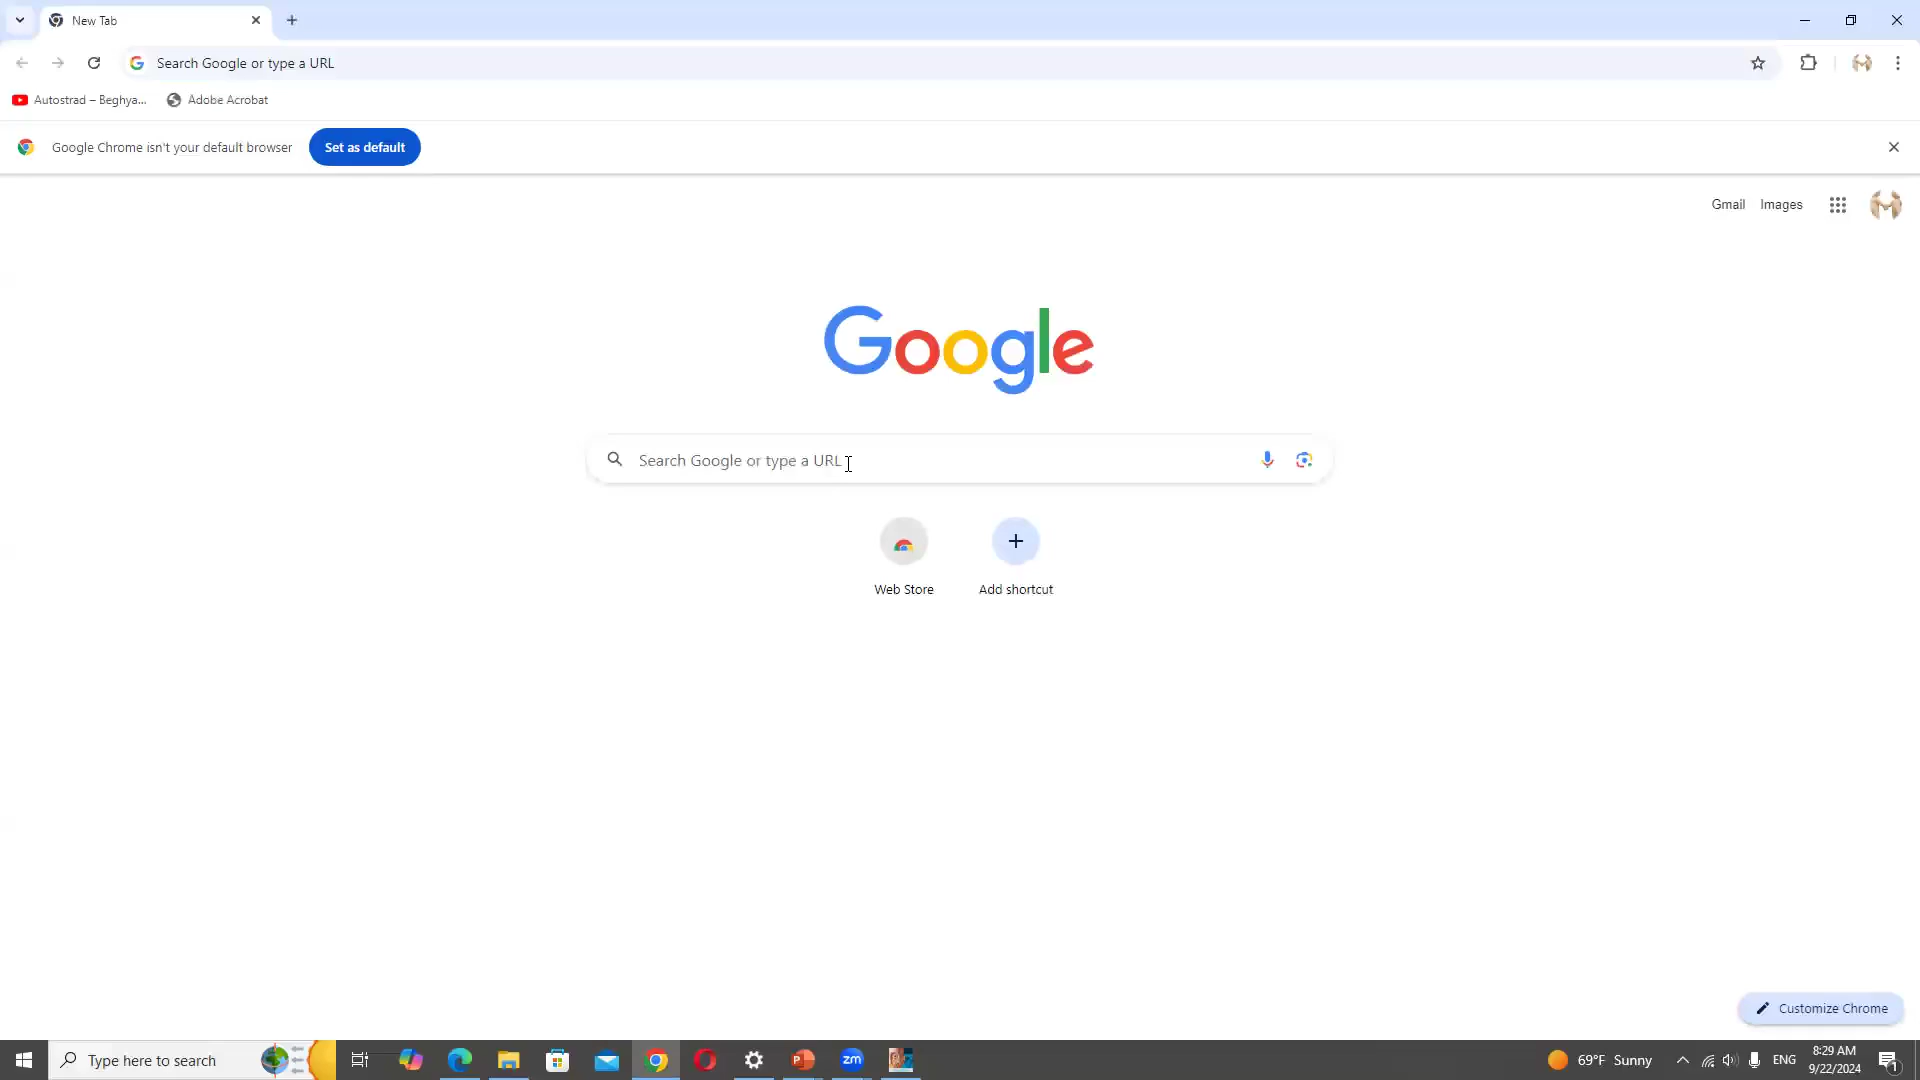 New Tab
Search Google or type a URL
Autostrad – Beghya...
Adobe Acrobat
Google Chrome isn't your default browser
Set as default
Gmail
Images
Google
Search Google or type a URL
Web Store
Add shortcut
Customize Chrome
Type here to search
zm
69°F Sunny
ENG
8:29 AM
9/22/2024
1